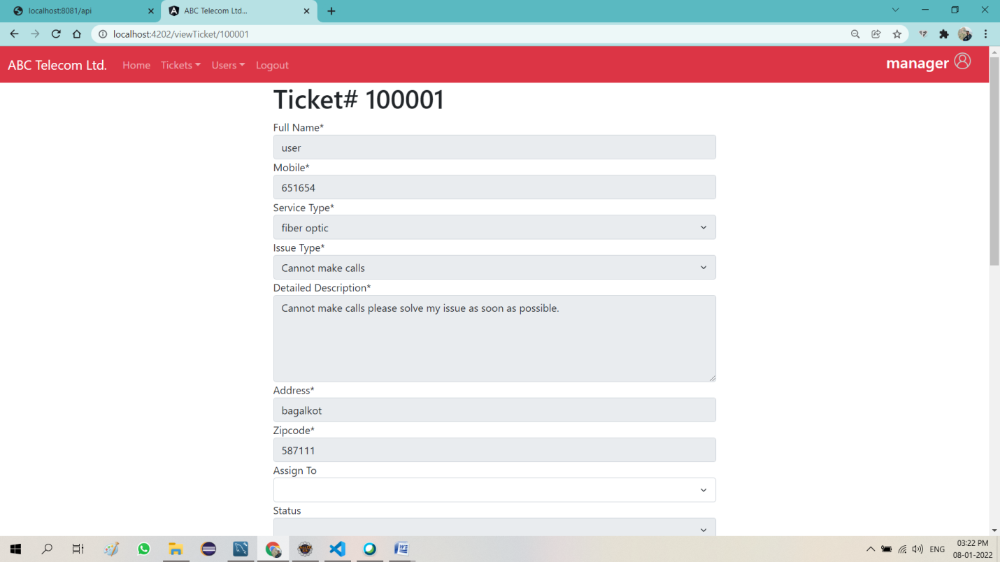 localhost:8081/api
ABC Telecom Ltd...
localhost:4202/viewTicket/100001
ABC Telecom Ltd. Home Tickets Users Logout manager
Ticket# 100001
Full Name*
user
Mobile*
651654
Service Type*
fiber optic
Issue Type*
Cannot make calls
Detailed Description*
Cannot make calls please solve my issue as soon as possible.
Address*
bagalkot
Zipcode*
587111
Assign To
Status
ENG
03:22 PM
08-01-2022